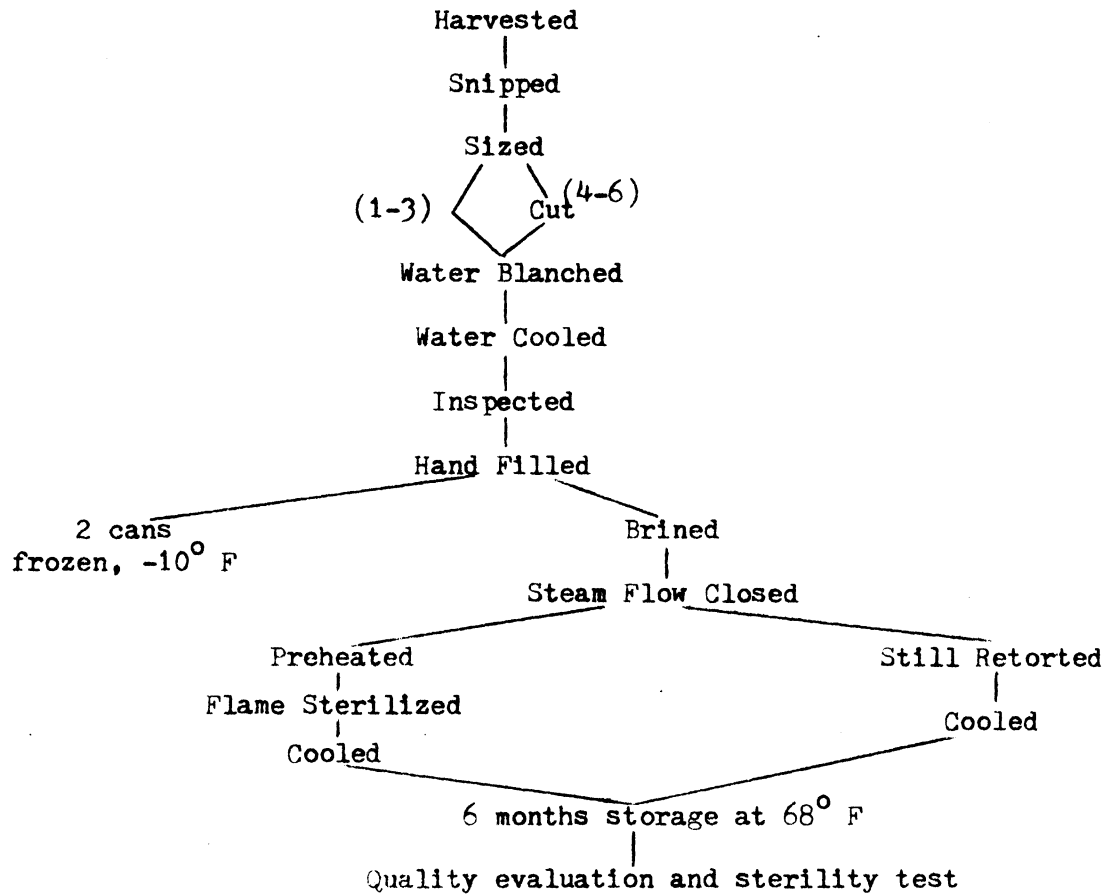 Harvested
Snipped
Sized
(1-3)
Cut (4-6)
Water Blanched
Water Cooled
Inspected
Hand Filled
2 cans
frozen, -10° F
Brined
Steam Flow Closed
Preheated
Still Retorted
Flame Sterilized
Cooled
Cooled
6 months storage at 68° F
Quality evaluation and sterility test